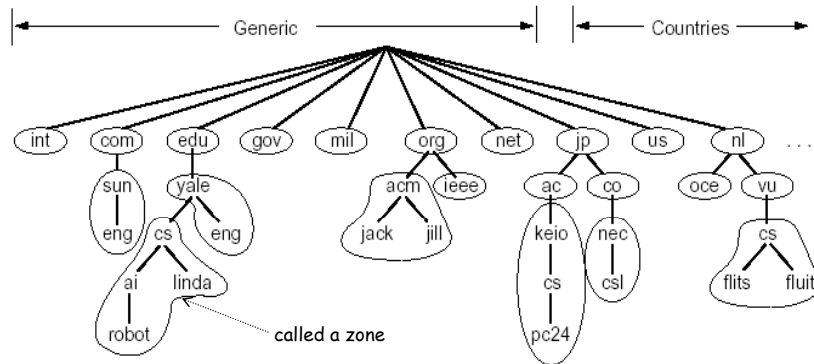 Generic Countries
int com edu gov mil org net jp us nl ....
sun yale acm ieee ac co oce vu
eng cs eng jack jill keio nec cs
ai linda cs csl flits fluit
robot pc24
called a zone